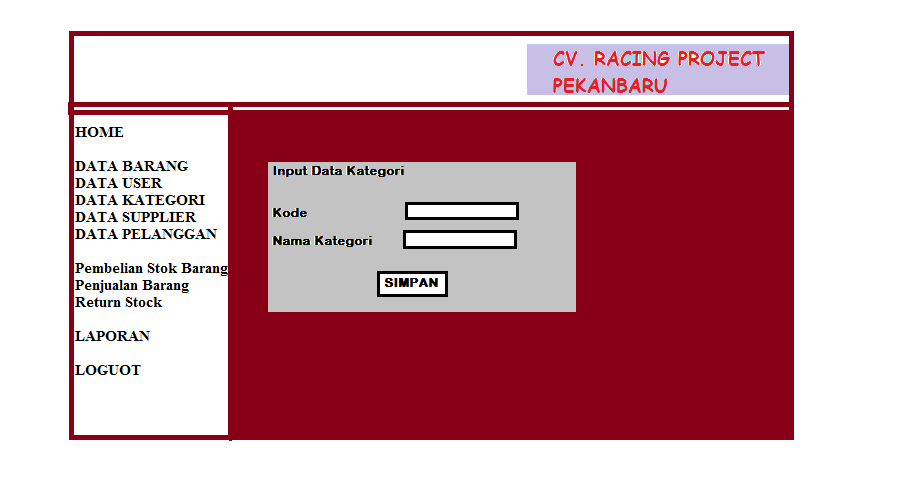 CV. RACING PROJECT
PEKANBARU
HOME
DATA BARANG
DATA USER
DATA KATEGORI
DATA SUPPLIER
DATA PELANGGAN
Pembelian Stok Barang
Penjualan Barang
Return Stock
LAPORAN
LOGUOT
Input Data Kategori
Kode
Nama Kategori
SIMPAN